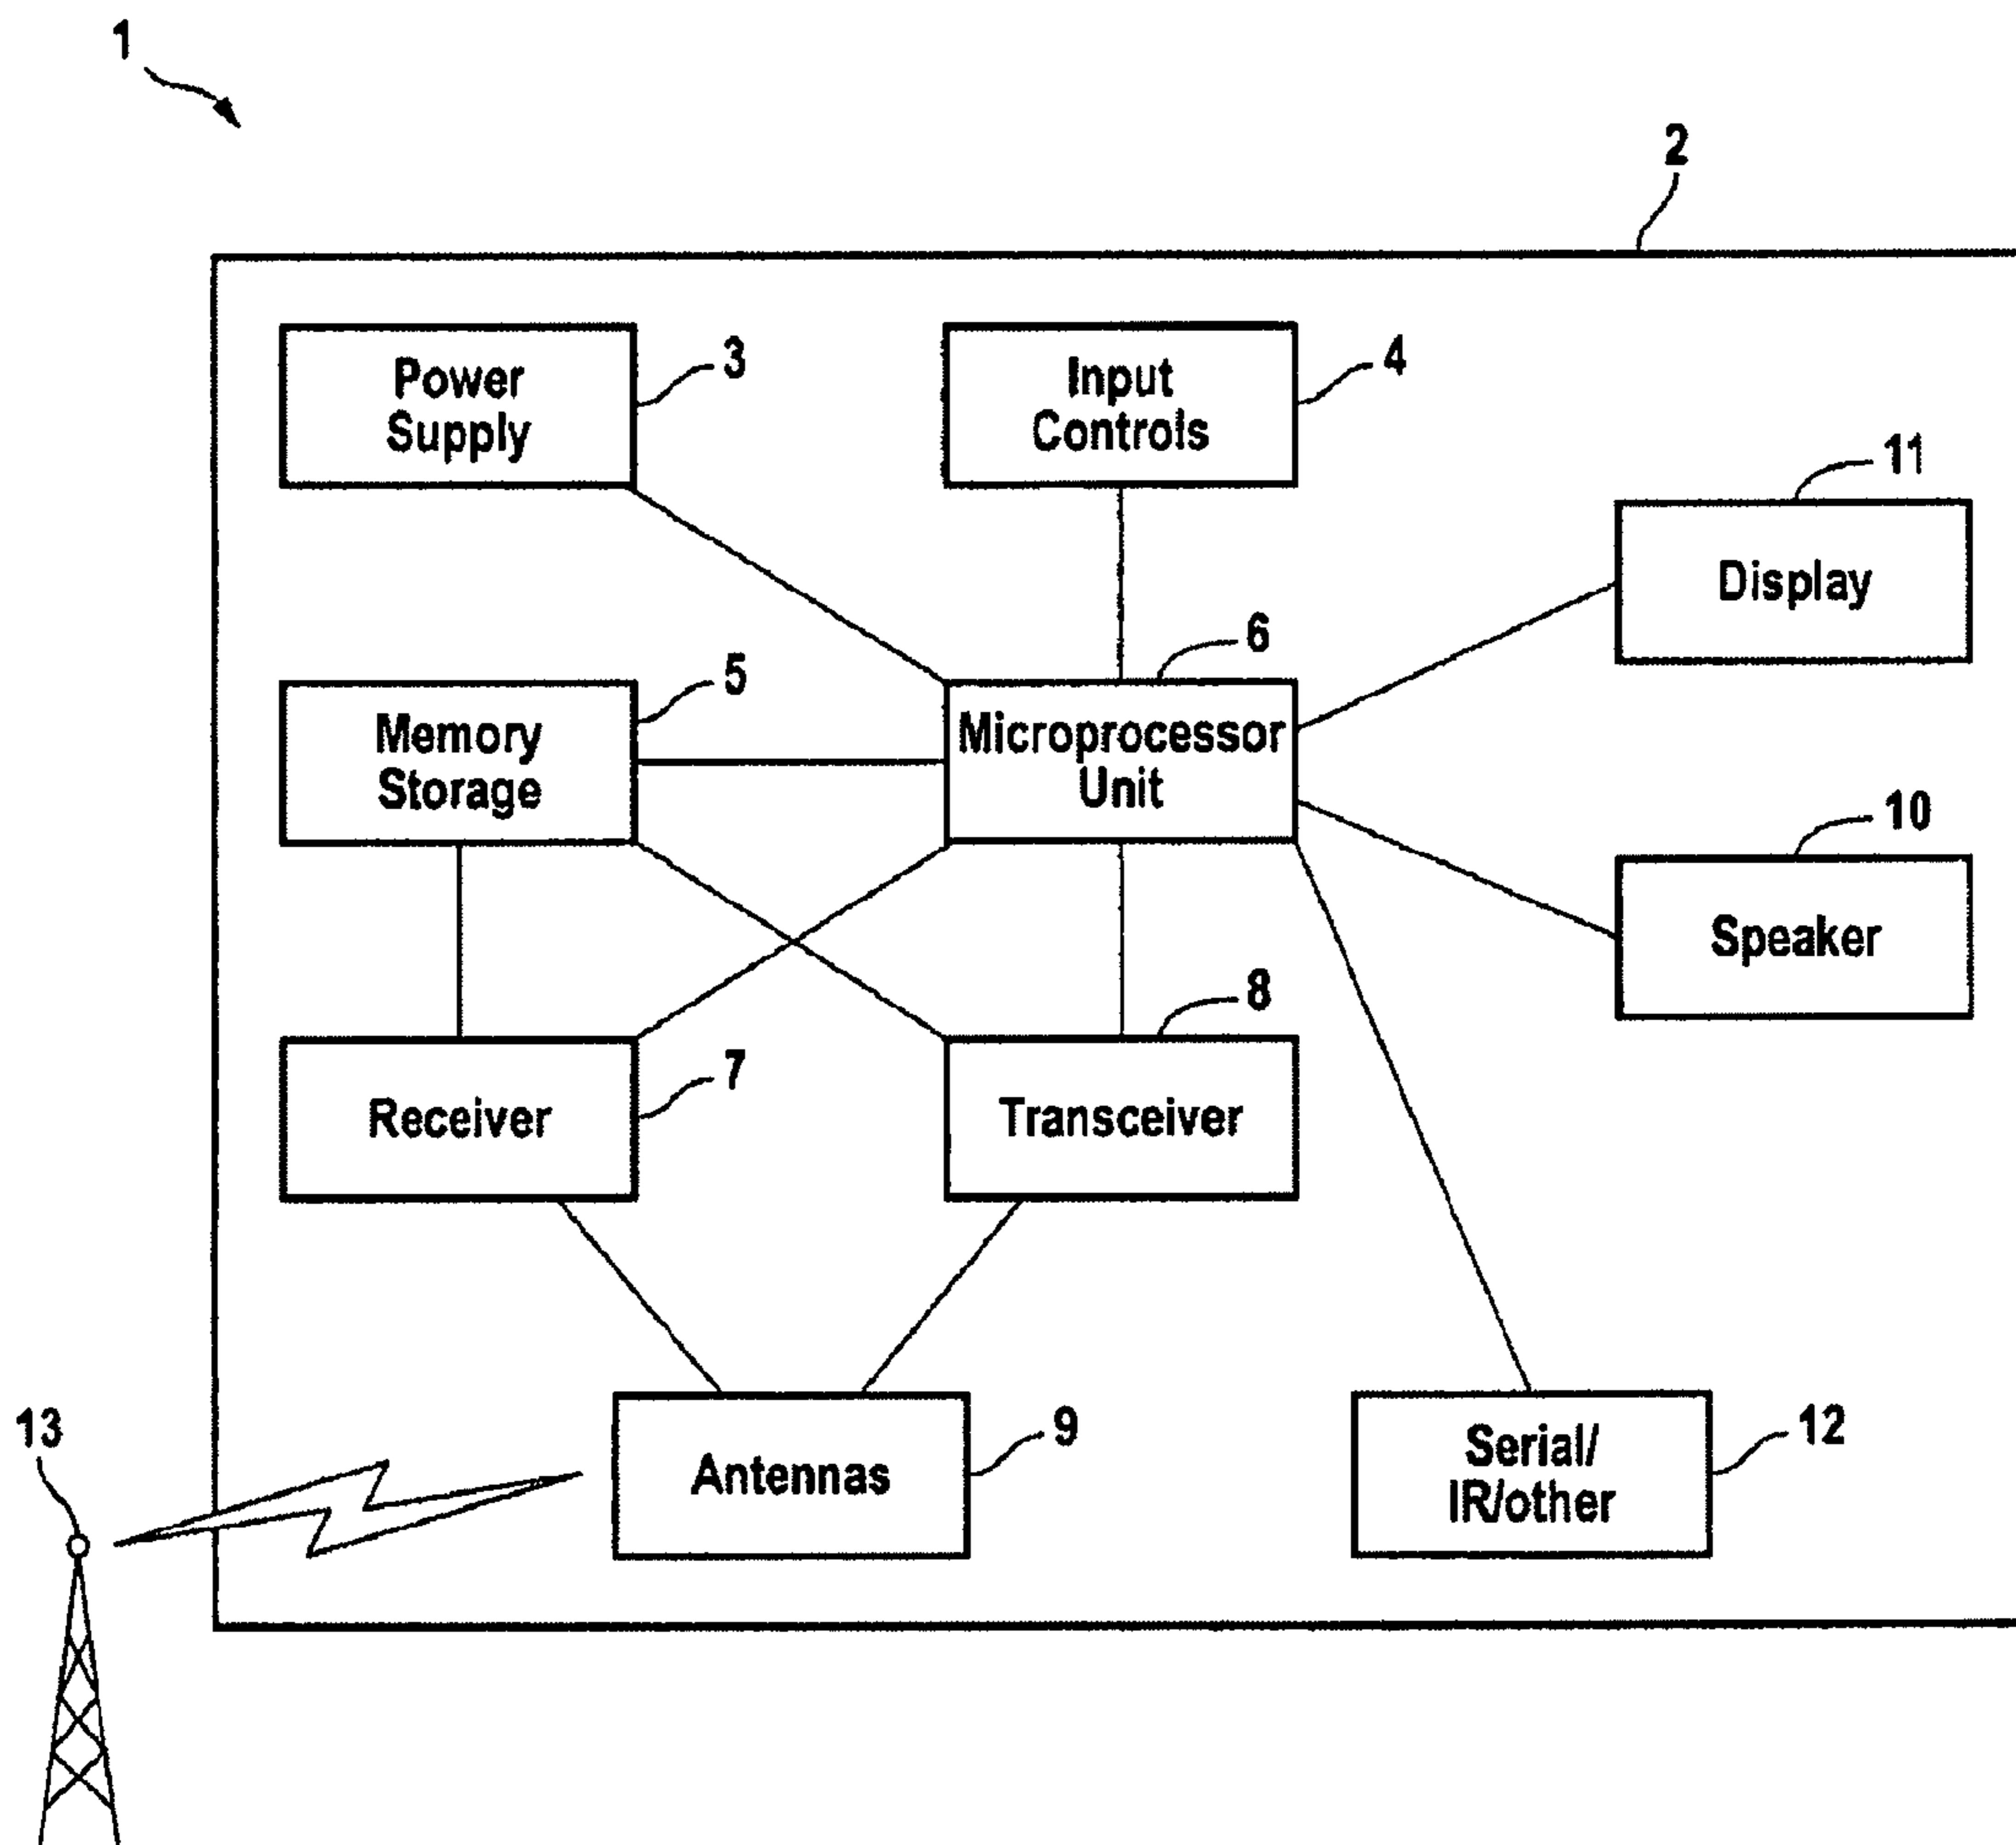 1
2
Power
Supply
3
Input
Controls
4
11
Display
Memory
Storage
5
6
Microprocessor
Unit
10
Speaker
Receiver
7
8
Transceiver
13
Antennas
9
Serial/
IR/other
12